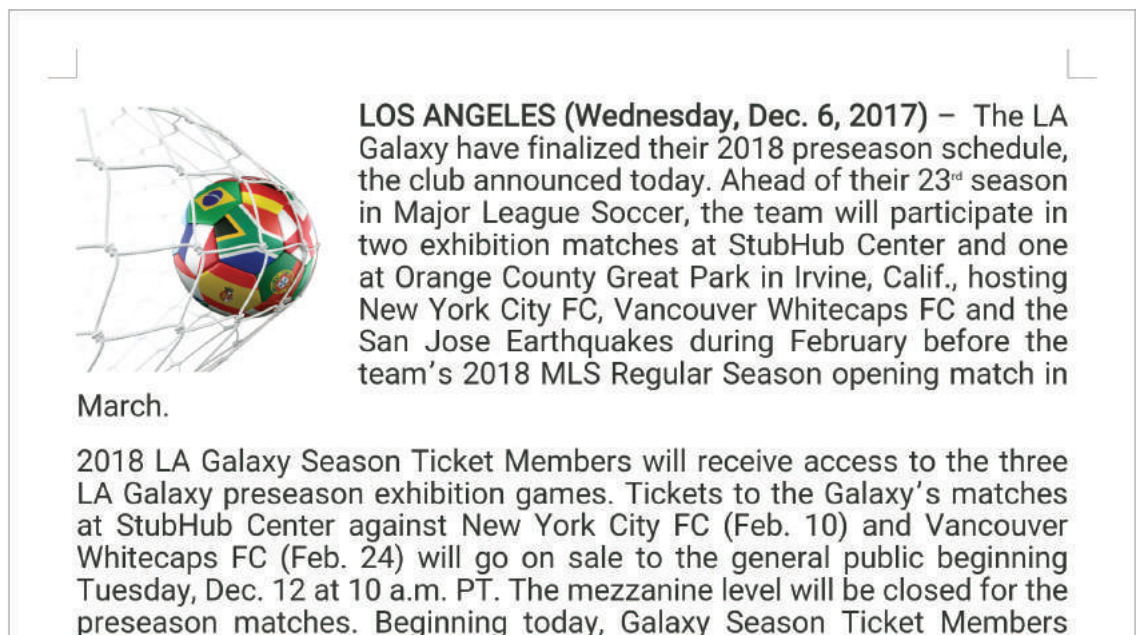 LOS ANGELES (Wednesday, Dec. 6, 2017) – The LA
Galaxy have finalized their 2018 preseason schedule,
the club announced today. Ahead of their 23rd season
in Major League Soccer, the team will participate in
two exhibition matches at StubHub Center and one
at Orange County Great Park in Irvine, Calif., hosting
New York City FC, Vancouver Whitecaps FC and the
San Jose Earthquakes during February before the
team’s 2018 MLS Regular Season opening match in
March.
2018 LA Galaxy Season Ticket Members will receive access to the three
LA Galaxy preseason exhibition games. Tickets to the Galaxy’s matches
at StubHub Center against New York City FC (Feb. 10) and Vancouver
Whitecaps FC (Feb. 24) will go on sale to the general public beginning
Tuesday, Dec. 12 at 10 a.m. PT. The mezzanine level will be closed for the
preseason matches. Beginning today, Galaxy Season Ticket Members